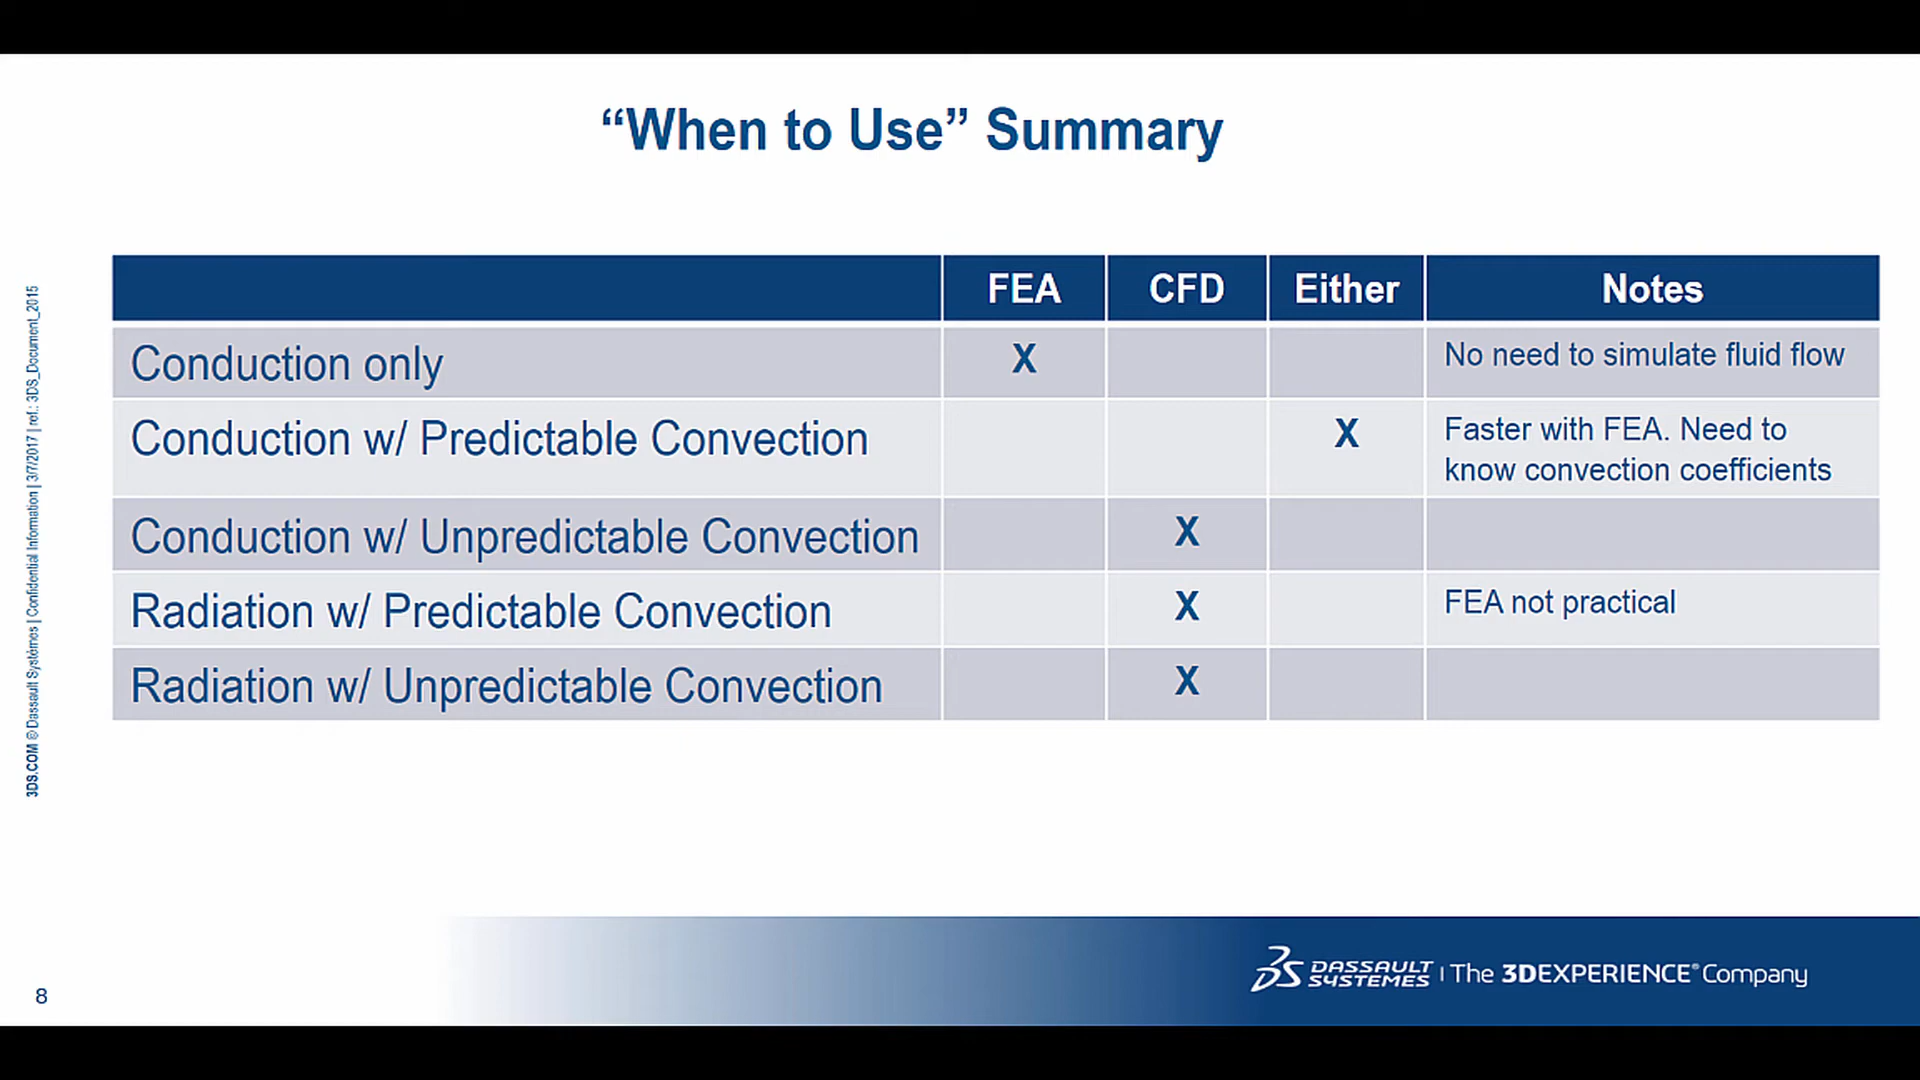 “When to Use” Summary
FEA CFD Either Notes
Conduction only X No need to simulate fluid flow
Conduction w/ Predictable Convection X Faster with FEA. Need to
know convection coefficients
Conduction w/ Unpredictable Convection X
Radiation w/ Predictable Convection X FEA not practical
Radiation w/ Unpredictable Convection X
3DS.COM © Dassault Systèmes | Confidential Information | 3/7/2017 | ref.: 3DS_Document_2015
DASSAULT
SYSTEMES | The 3DEXPERIENCE® Company
8